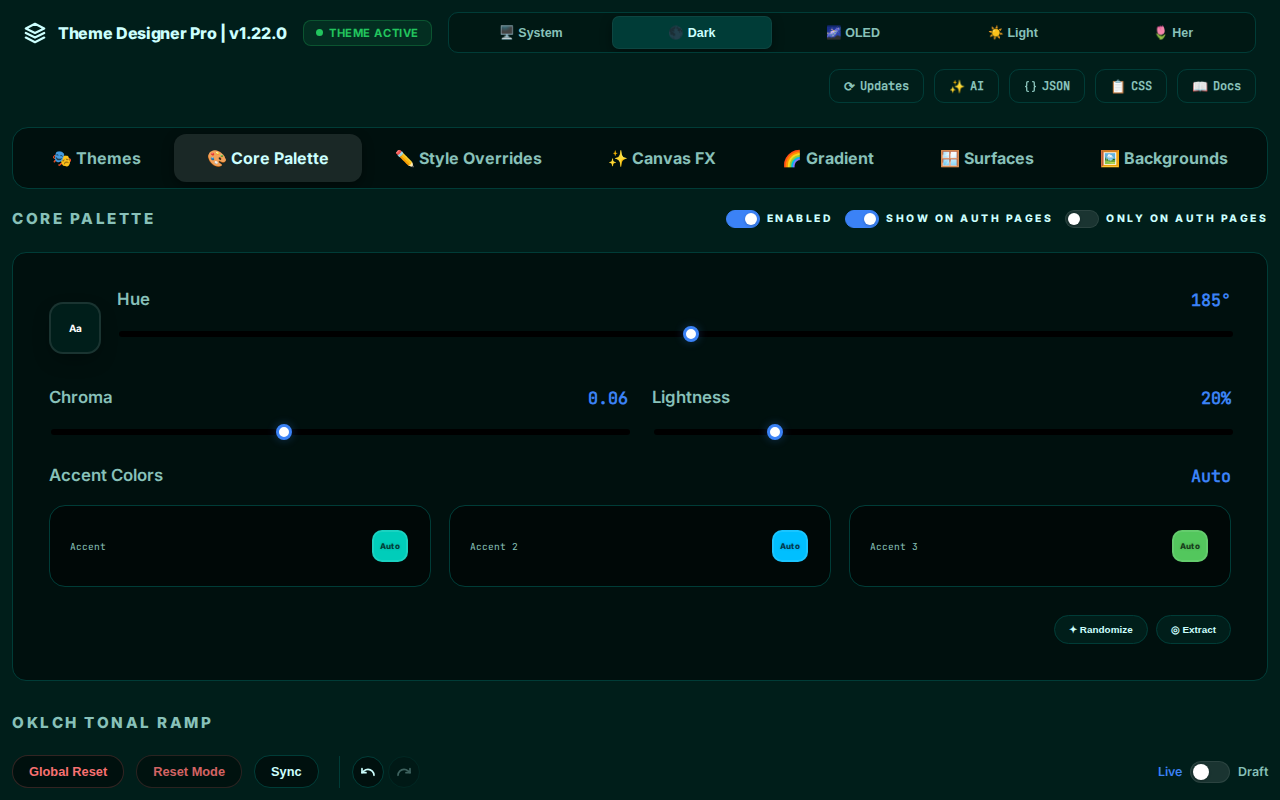 Theme Designer Pro | v1.22.0
THEME ACTIVE
System
Dark
OLED
Light
Her
Updates
AI
{} JSON
CSS
Docs
Themes
Core Palette
Style Overrides
Canvas FX
Gradient
Surfaces
Backgrounds
CORE PALETTE
ENABLED
SHOW ON AUTH PAGES
ONLY ON AUTH PAGES
Aa
Hue
185°
Chroma
0.06
Lightness
20%
Accent Colors
Auto
Accent
Auto
Accent 2
Auto
Accent 3
Auto
Randomize
Extract
OKLCH TONAL RAMP
Global Reset
Reset Mode
Sync
Live
Draft